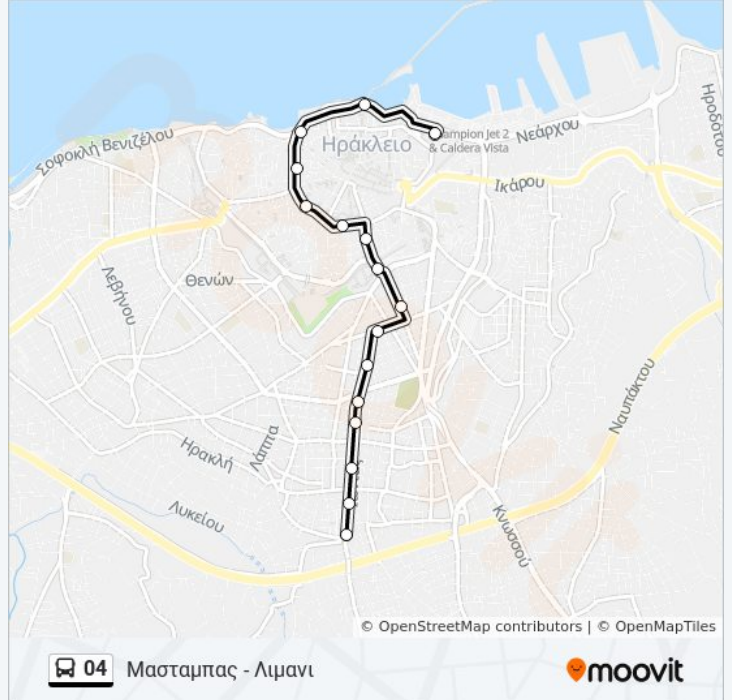 Ηροδότου
Νεάρχου
Σοφοκλή Βενιζέλου
Ηράκλειο
Champion Jet 2
& Caldera Vista
Ικάρου
Θενών
Λεβήνου
Ναυπάκτου
Λάππα
Ηρακλή
Λυκείου
Κνωσού
© OpenStreetMap contributors | © OpenMapTiles
04 Μασταμπας - Λιμανι
moovit